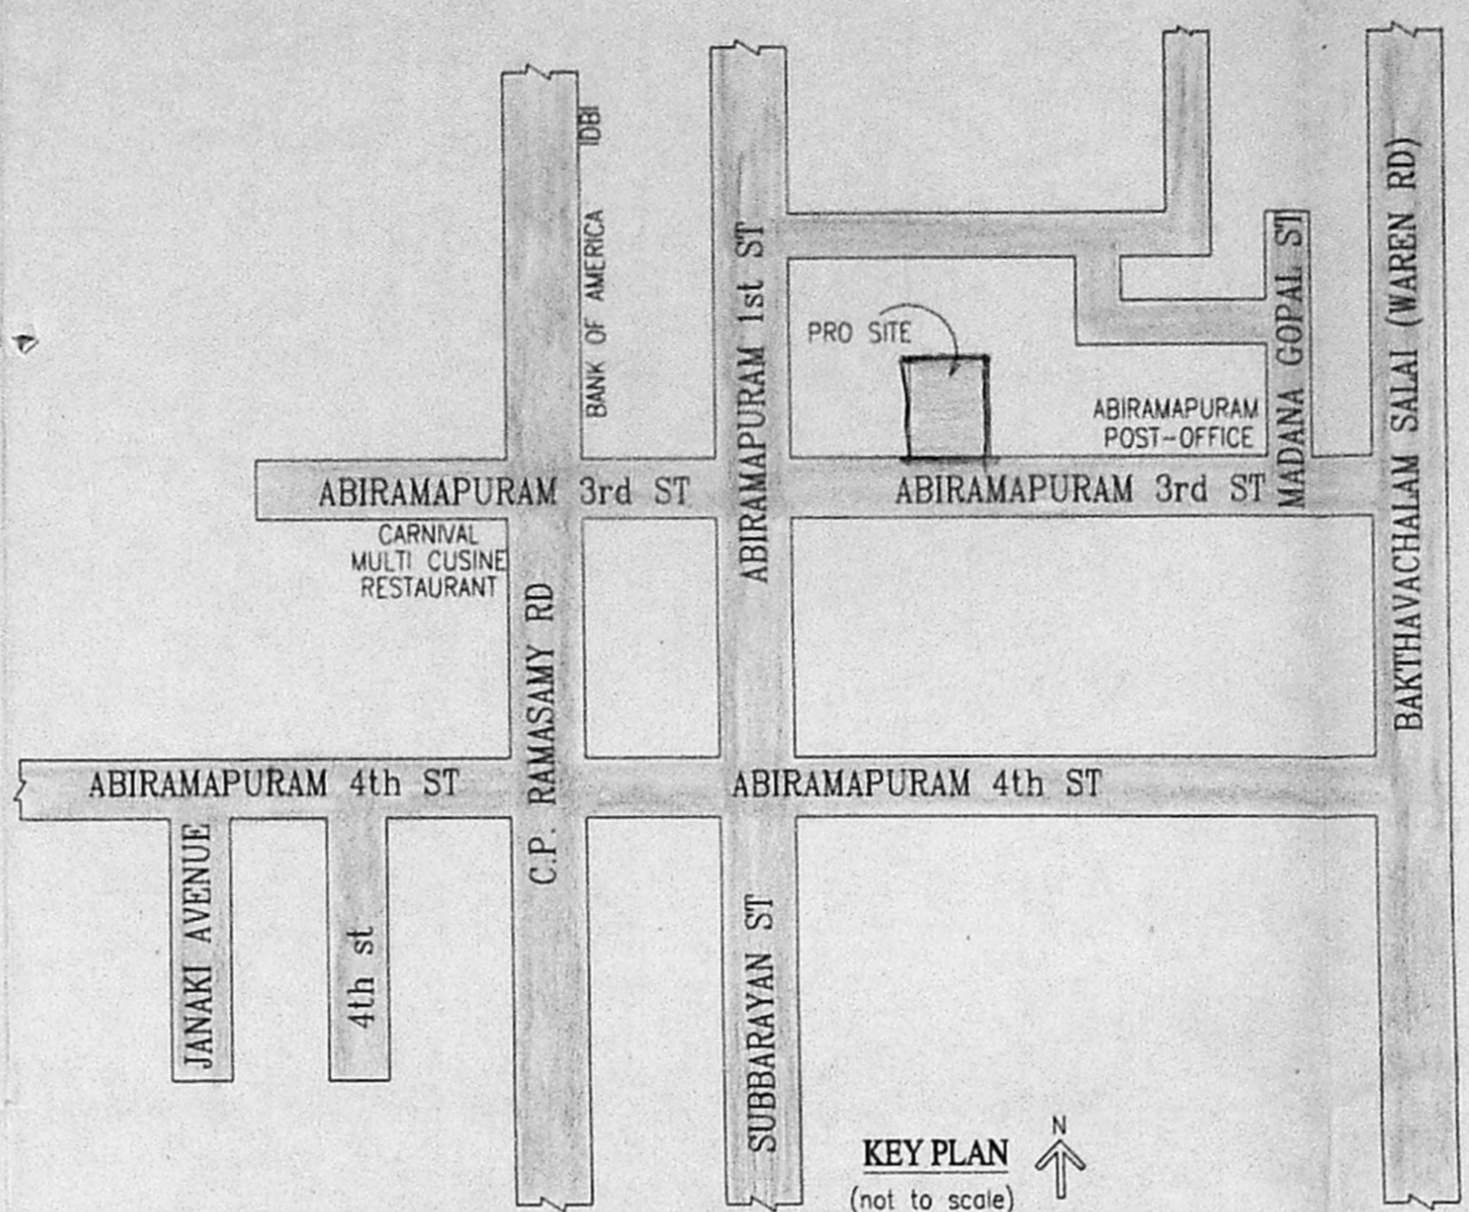 IDBI
BANK OF AMERICA
ABIRAMAPURAM 1st ST
PRO SITE
MADANA GOPAL ST
BAKTHAVACHALAM SALAI (WAREN RD)
ABIRAMAPURAM
POST-OFFICE
ABIRAMAPURAM 3rd ST
ABIRAMAPURAM 3rd ST
CARNIVAL
MULTI CUSINE
RESTAURANT
C.P. RAMASAMY RD
ABIRAMAPURAM 4th ST
ABIRAMAPURAM 4th ST
JANAKI AVENUE
4th st
SUBBARAYAN ST
KEY PLAN
(not to scale)
N